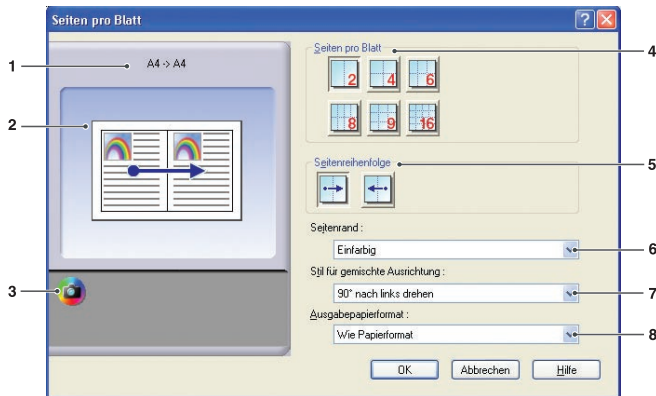 Seiten pro Blatt
1
A4 -> A4
2
3
Seiten pro Blatt
4
2 4 6
8 9 16
Seitenreihenfolge
5
Seitenrand :
Einfarbig
6
Stil für gemischte Ausrichtung :
90° nach links drehen
7
Ausgabepapierformat :
Wie Papierformat
8
OK Abbrechen Hilfe